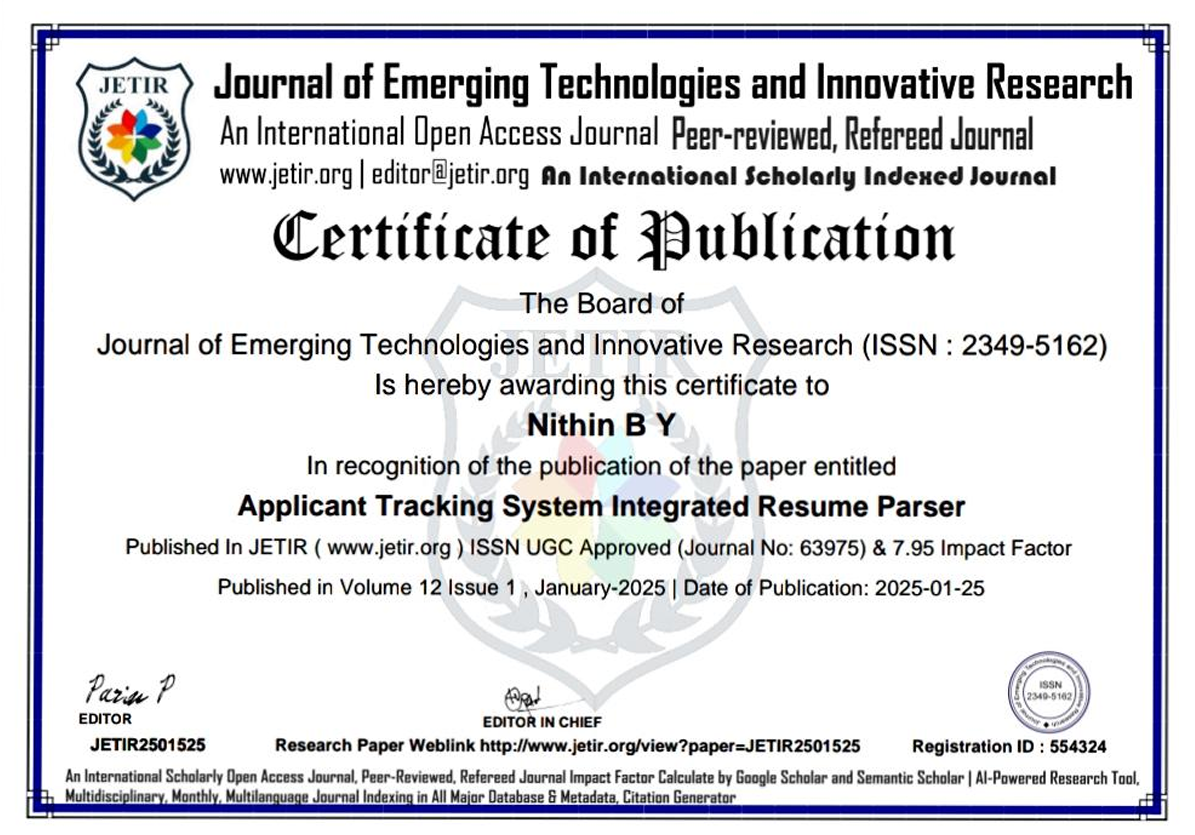 JETIR
Journal of Emerging Technologies and Innovative Research
An International Open Access Journal Peer-reviewed, Refereed Journal
www.jetir.org | editor@jetir.org An International Scholarly Indexed Journal
Certificate of Publication
The Board of
JETIR
Journal of Emerging Technologies and Innovative Research (ISSN : 2349-5162)
Is hereby awarding this certificate to
Nithin B Y
In recognition of the publication of the paper entitled
Applicant Tracking System Integrated Resume Parser
Published In JETIR ( www.jetir.org ) ISSN UGC Approved (Journal No: 63975) & 7.95 Impact Factor
Published in Volume 12 Issue 1 , January-2025 | Date of Publication: 2025-01-25
EDITOR
EDITOR IN CHIEF
Journal of Emerging Technologies and Innovative Research
ISSN
2349-5162
JETIR2501525
Research Paper Weblink http://www.jetir.org/view?paper=JETIR2501525
Registration ID : 554324
An International Scholarly Open Access Journal, Peer-Reviewed, Refereed Journal Impact Factor Calculate by Google Scholar and Semantic Scholar | AI-Powered Research Tool,
Multidisciplinary, Monthly, Multilanguage Journal Indexing in All Major Database & Metadata, Citation Generator